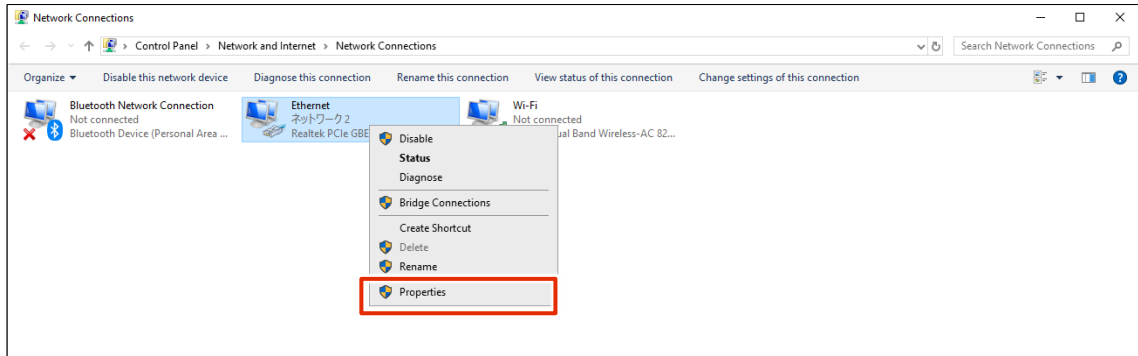 Network Connections
Control Panel > Network and Internet > Network Connections
Search Network Connections
Organize Disable this network device Diagnose this connection Rename this connection View status of this connection Change settings of this connection
Bluetooth Network Connection
Not connected
Bluetooth Device (Personal Area ...
Ethernet
ネットワーク 2
Realtek PCIe GBE
Wi-Fi
Not connected
ual Band Wireless-AC 82...
Disable
Status
Diagnose
Bridge Connections
Create Shortcut
Delete
Rename
Properties